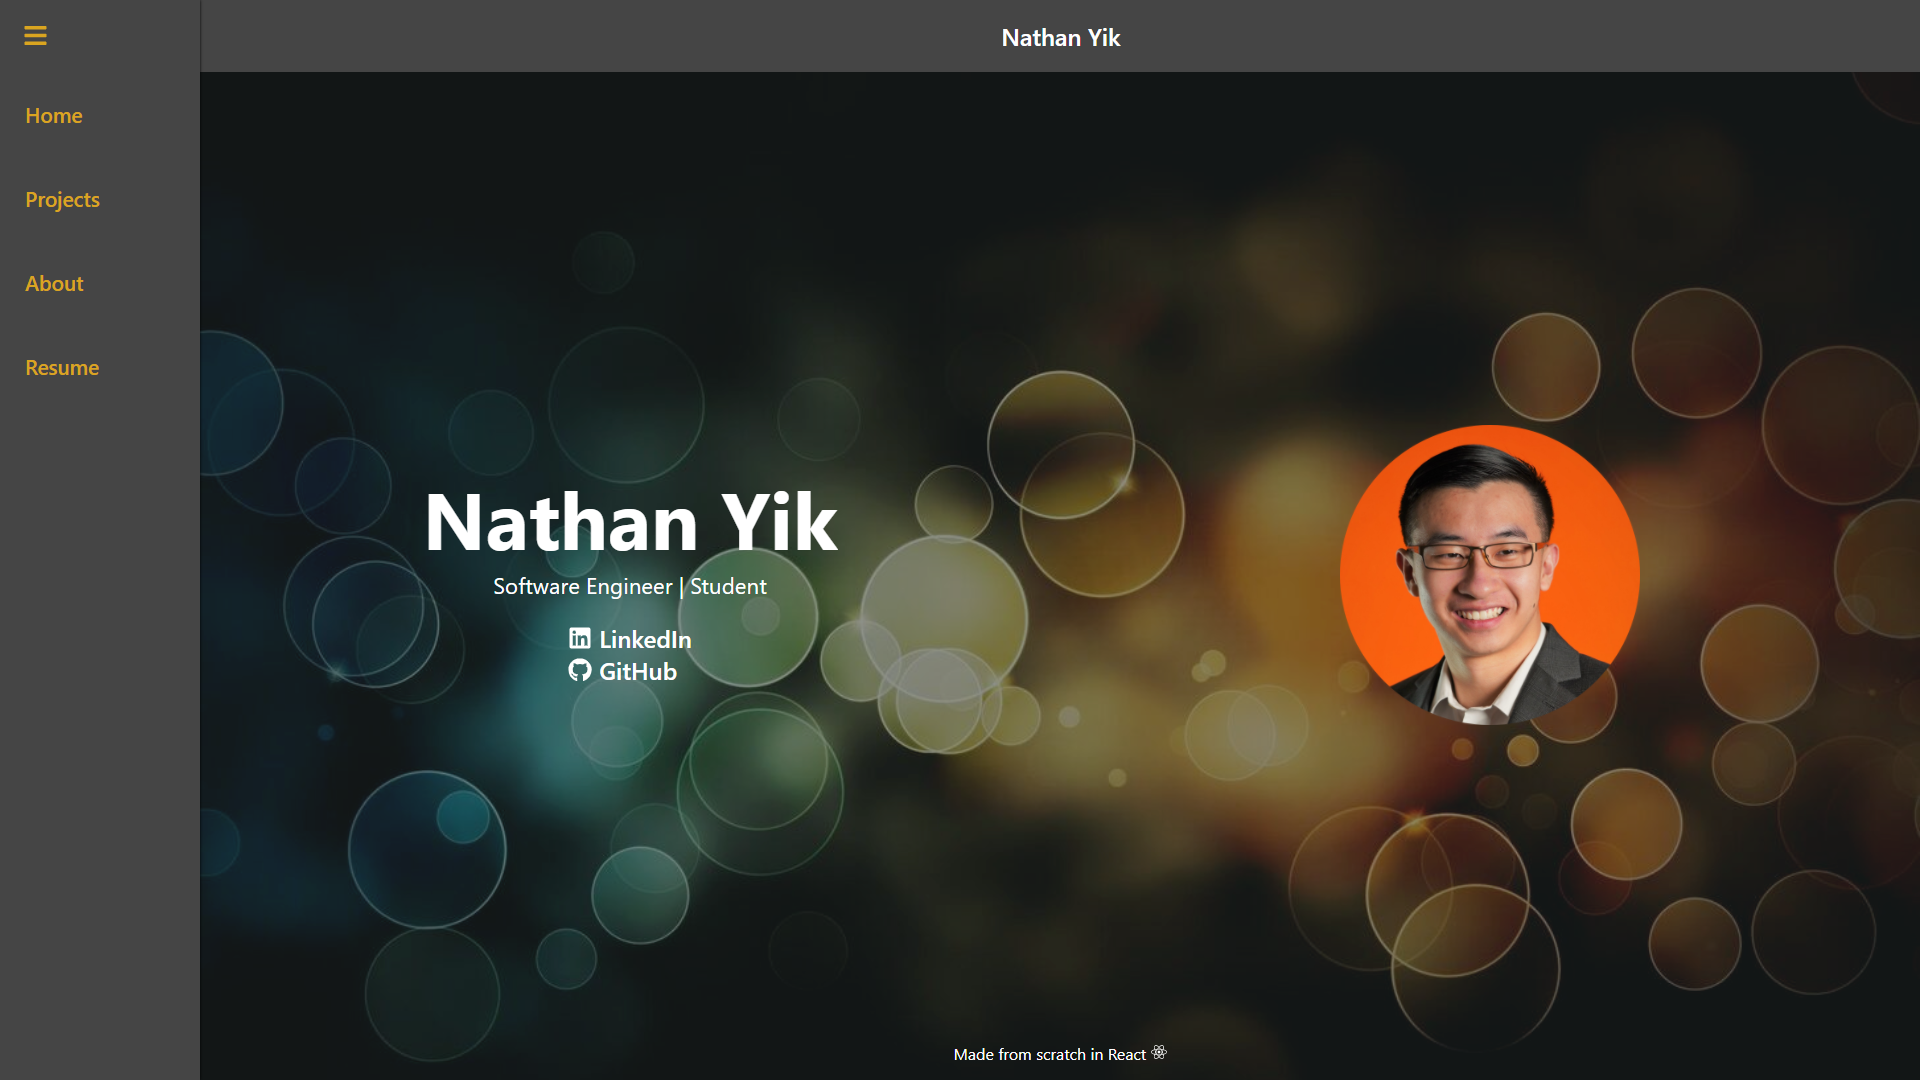 Nathan Yik
Home
Projects
About
Resume
Nathan Yik
Software Engineer | Student
LinkedIn
GitHub
Made from scratch in React